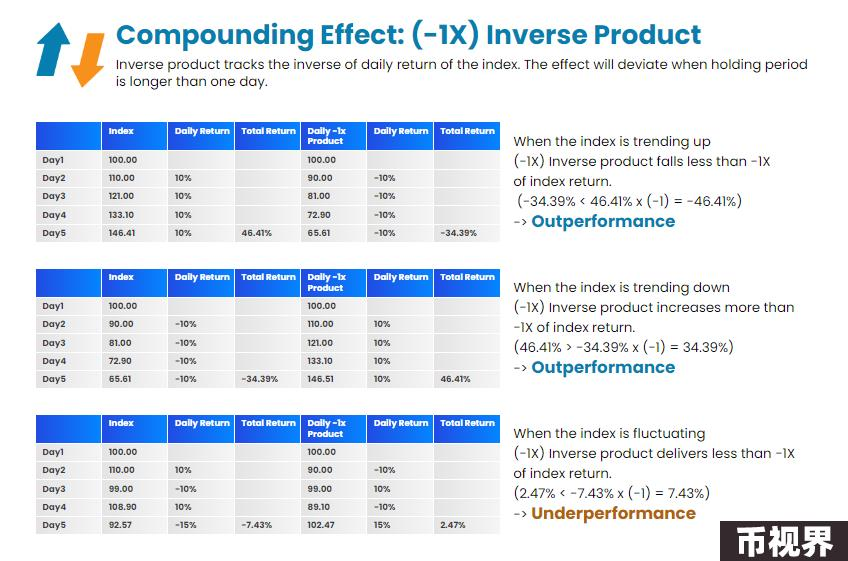 Compounding Effect: (-1X) Inverse Product
Inverse product tracks the inverse of daily return of the index. The effect will deviate when holding period
is longer than one day.
Index Daily Return Total Return Daily -1x Product Daily Return Total Return
Day1 100.00 100.00
Day2 110.00 10% 90.00 -10%
Day3 121.00 10% 81.00 -10%
Day4 133.10 10% 72.90 -10%
Day5 146.41 10% 46.41% 65.61 -10% -34.39%
When the index is trending up
(-1X) Inverse product falls less than -1X
of index return.
(-34.39% < 46.41% x (-1) = -46.41%)
-> Outperformance
Index Daily Return Total Return Daily -1x Product Daily Return Total Return
Day1 100.00 100.00
Day2 90.00 -10% 110.00 10%
Day3 81.00 -10% 121.00 10%
Day4 72.90 -10% 133.10 10%
Day5 65.61 -10% -34.39% 146.51 10% 46.41%
When the index is trending down
(-1X) Inverse product increases more than
-1X of index return.
(46.41% > -34.39% x (-1) = 34.39%)
-> Outperformance
Index Daily Return Total Return Daily -1x Product Daily Return Total Return
Day1 100.00 100.00
Day2 110.00 10% 90.00 -10%
Day3 99.00 -10% 99.00 10%
Day4 108.90 10% 89.10 -10%
Day5 92.57 -15% -7.43% 102.47 15% 2.47%
When the index is fluctuating
(-1X) Inverse product delivers less than -1X
of index return.
(2.47% < -7.43% x (-1) = 7.43%)
-> Underperformance
币视界